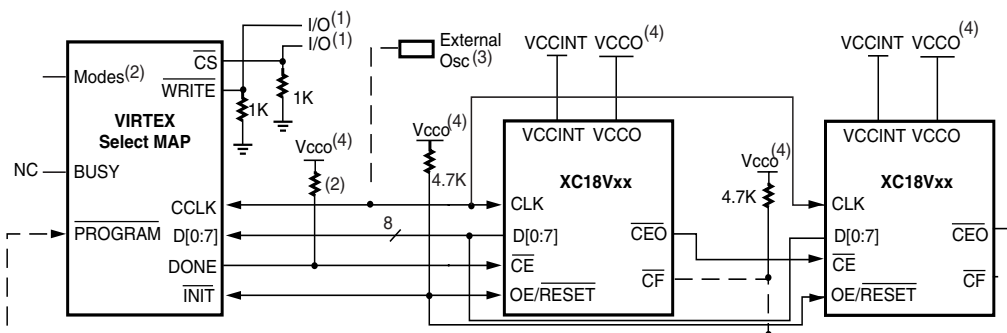 I/O(1)
I/O(1)
External
Osc (3)
VCCINT VCCO(4)
VCCINT VCCO(4)
CS
Modes(2)
WRITE
1K
1K
VIRTEX
Select MAP
Vcco(4)
(2)
Vcco(4)
4.7K
VCCINT VCCO
XC18Vxx
Vcco(4)
4.7K
VCCINT VCCO
XC18Vxx
NC
BUSY
CCLK
CLK
CLK
PROGRAM
D[0:7]
8
D[0:7]
CEO
D[0:7]
CEO
DONE
CE
CF
CE
CF
INIT
OE/RESET
OE/RESET